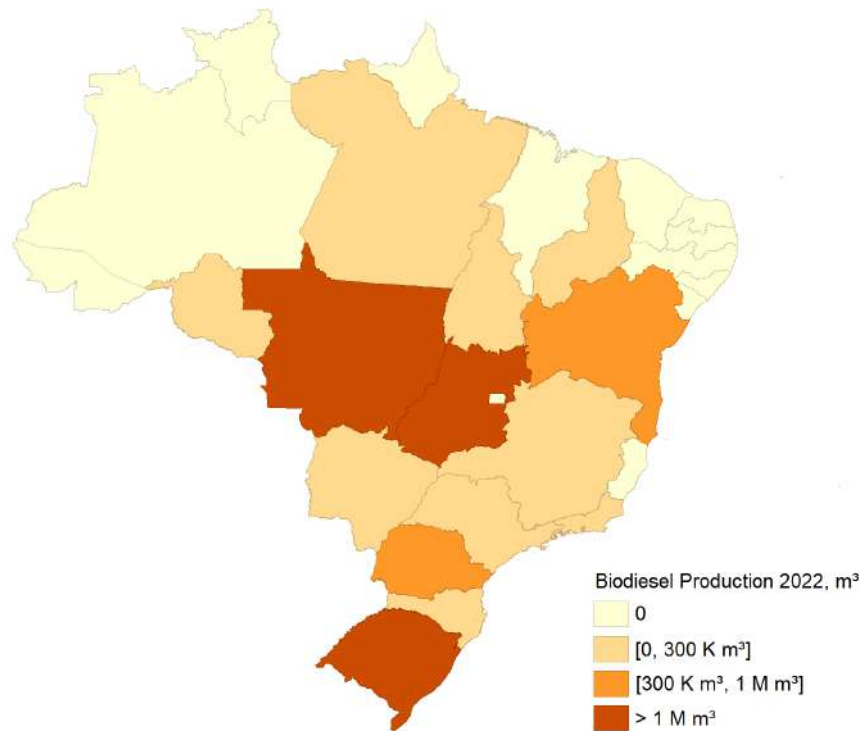 Biodiesel Production 2022, m³
0
[0, 300 K m³]
[300 K m³, 1 M m³]
> 1 M m³